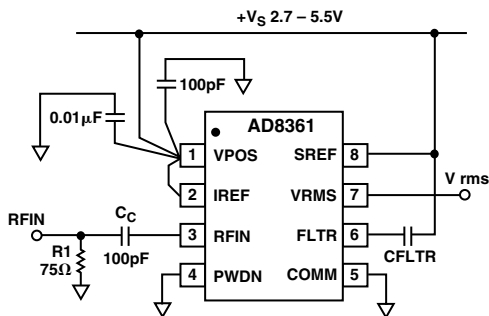 +VS 2.7 – 5.5V
100pF
0.01μF
AD8361
1 VPOS SREF 8
V rms
2 IREF VRMS 7
RFIN
CC
3 RFIN FLTR 6
R1
75Ω
100pF
CFLTR
4 PWDN COMM 5